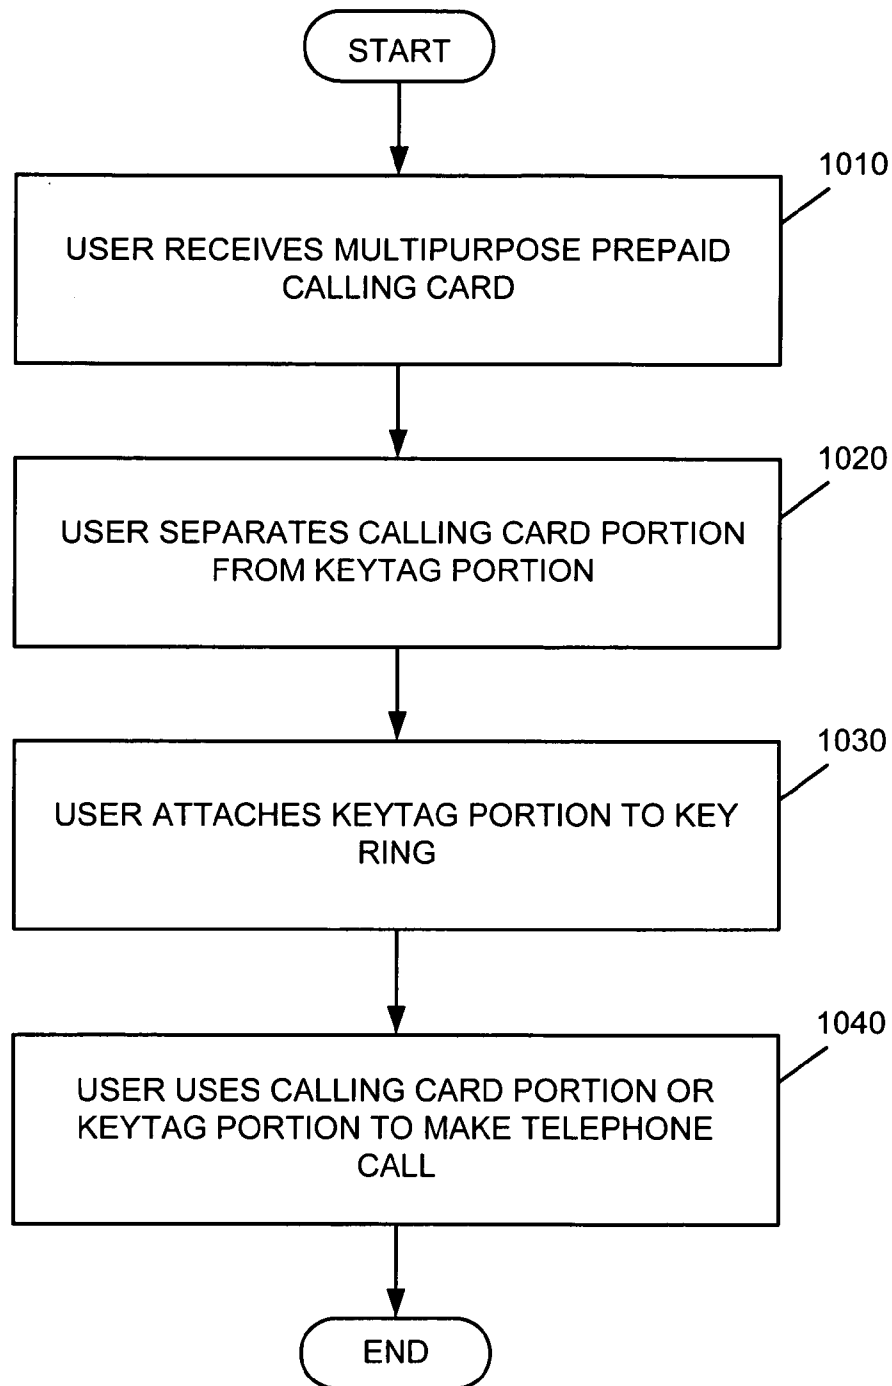 START
1010
USER RECEIVES MULTIPURPOSE PREPAID
CALLING CARD
1020
USER SEPARATES CALLING CARD PORTION
FROM KEYTAG PORTION
1030
USER ATTACHES KEYTAG PORTION TO KEY
RING
1040
USER USES CALLING CARD PORTION OR
KEYTAG PORTION TO MAKE TELEPHONE
CALL
END